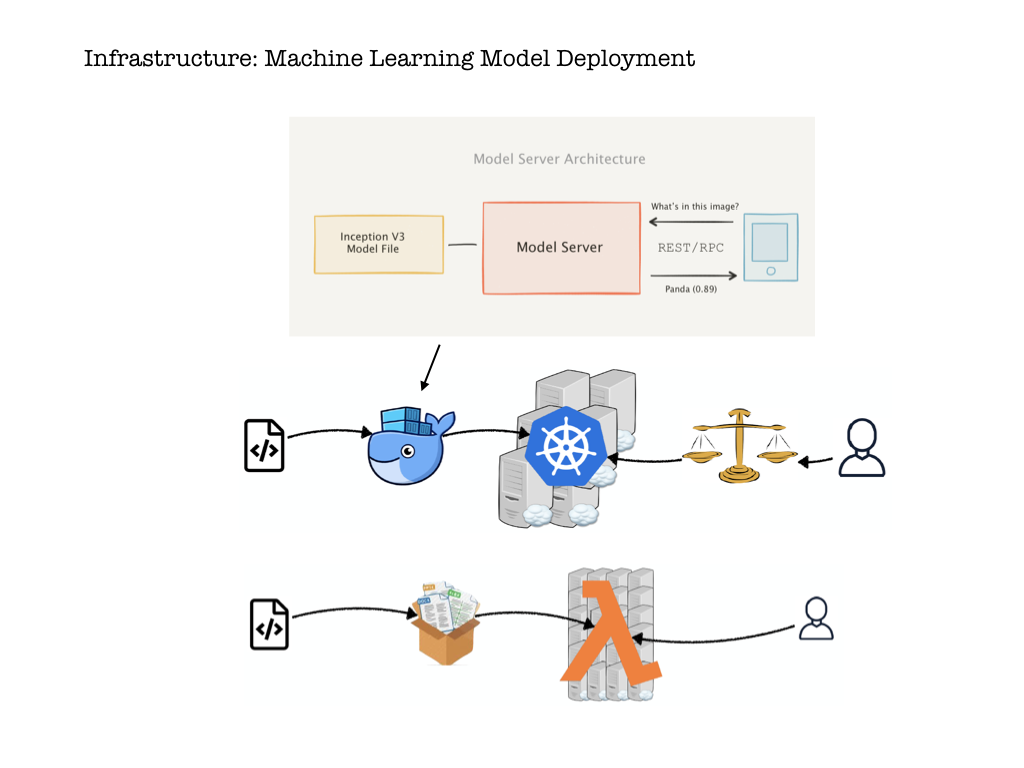 Infrastructure: Machine Learning Model Deployment
Model Server Architecture
What's in this image?
Inception V3
Model File
Model Server
REST/RPC
Panda (0.89)